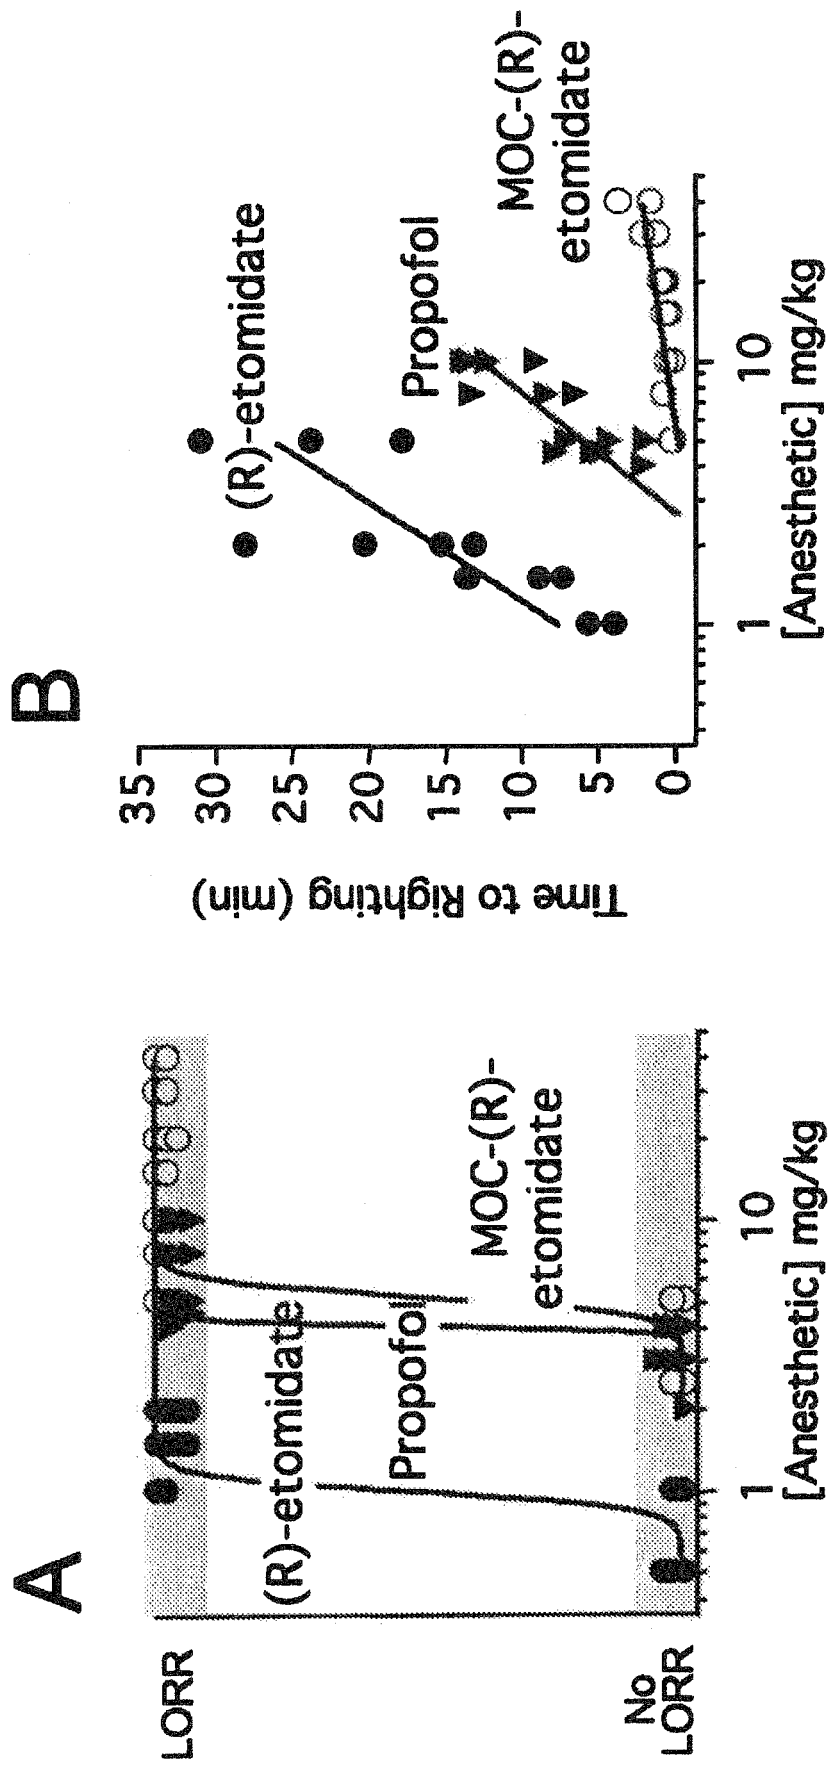 A
LORR
No
LORR
(R)-etomidate
Propofol
MOC-(R)-
etomidate
1
10
[Anesthetic] mg/kg
B
Time to Righting (min)
35
30
25
20
15
10
5
0
(R)-etomidate
Propofol
MOC-(R)-
etomidate
1
10
[Anesthetic] mg/kg